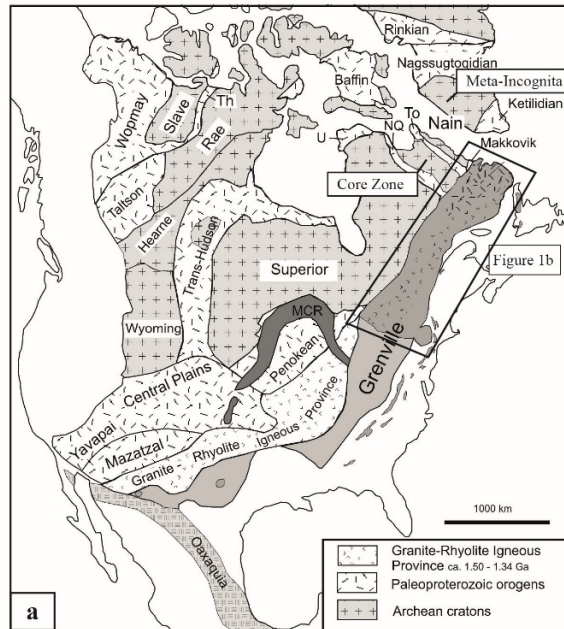 Rinkian
Nagssugtoqidian
Baffin
Meta-Incognita
Ketilidian
Wopmay
Slave
Th
Rae
To
Nain
NQ
U
Makkovik
Core Zone
Taltson
Hearne
Trans-Hudson
Superior
Figure 1b
Wyoming
MCR
Penokean
Grenville
Central Plains
Yavapai
Mazatzal
Granite - Rhyolite Igneous Province
1000 km
Oaxaquia
Granite-Rhyolite Igneous
Province ca. 1.50 - 1.34 Ga
Paleoproterozoic orogens
Archean cratons
a